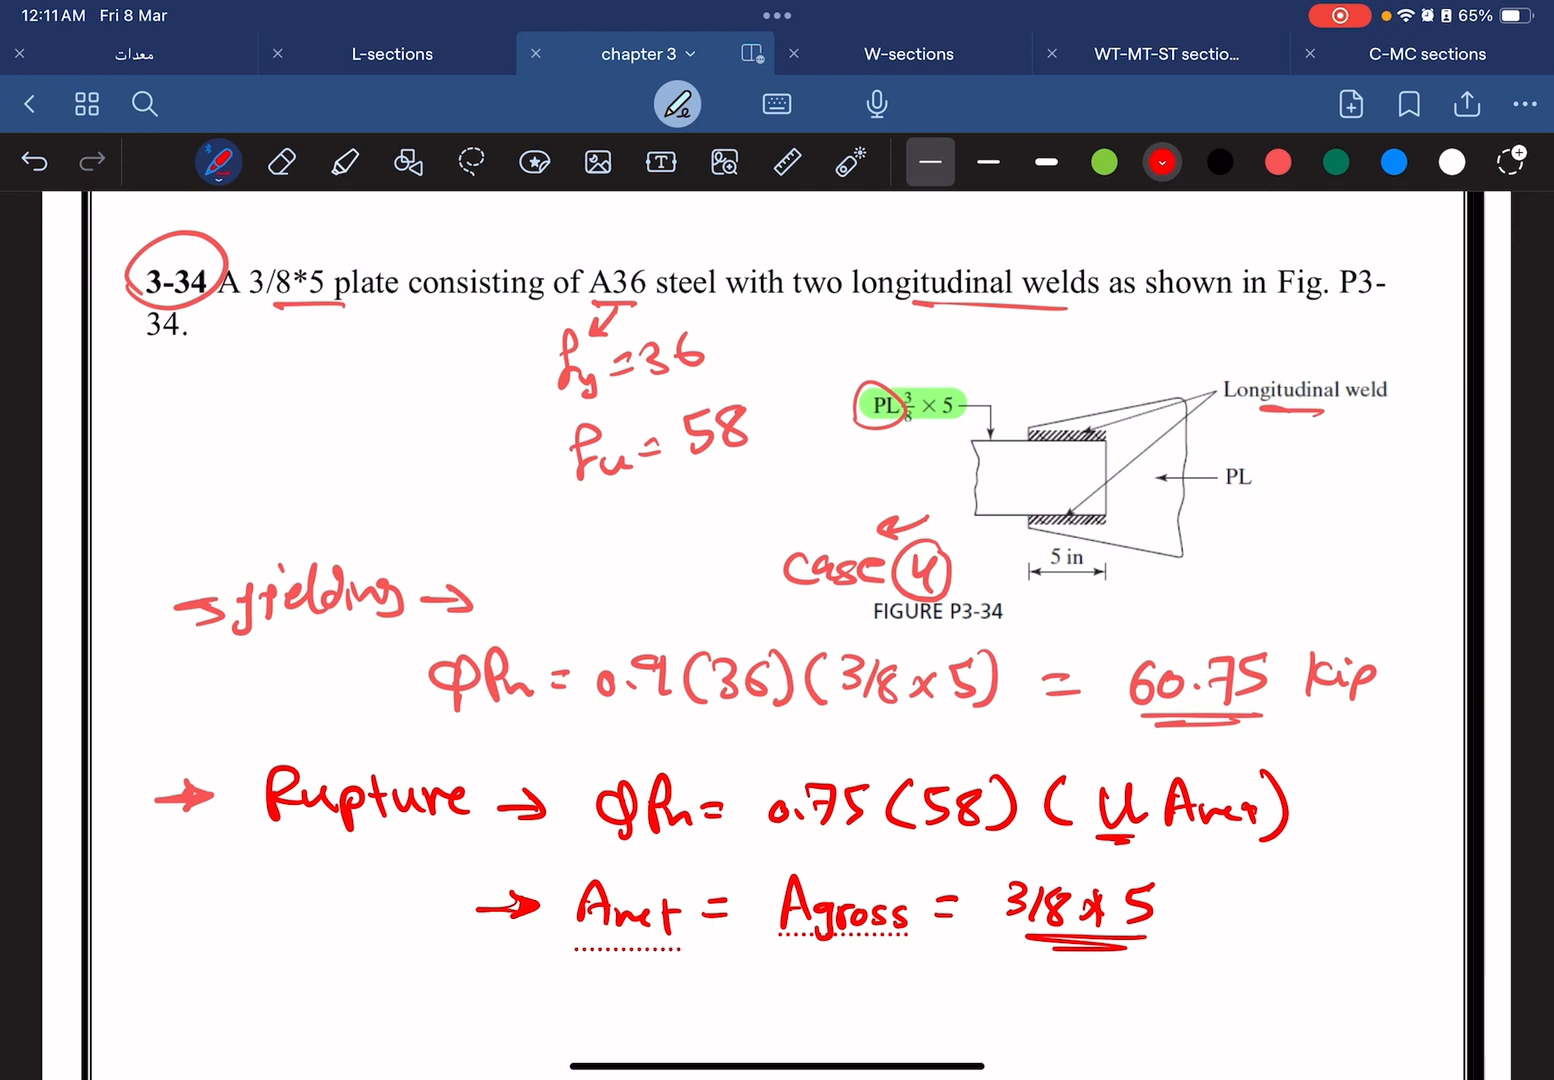 12:11 AM Fri 8 Mar
65%
معدات
L-sections
chapter 3
W-sections
WT-MT-ST sectio...
C-MC sections
3-34 A 3/8*5 plate consisting of A36 steel with two longitudinal welds as shown in Fig. P3-
34.
fy = 36
fu = 58
PL 3/8 × 5
Longitudinal weld
PL
5 in
case 4
FIGURE P3-34
→ yielding →
φPn = 0.9(36)(3/8 x 5) = 60.75 kip
→ Rupture → φPn = 0.75(58)(U Anet)
→ Anet = Agross = 3/8 * 5